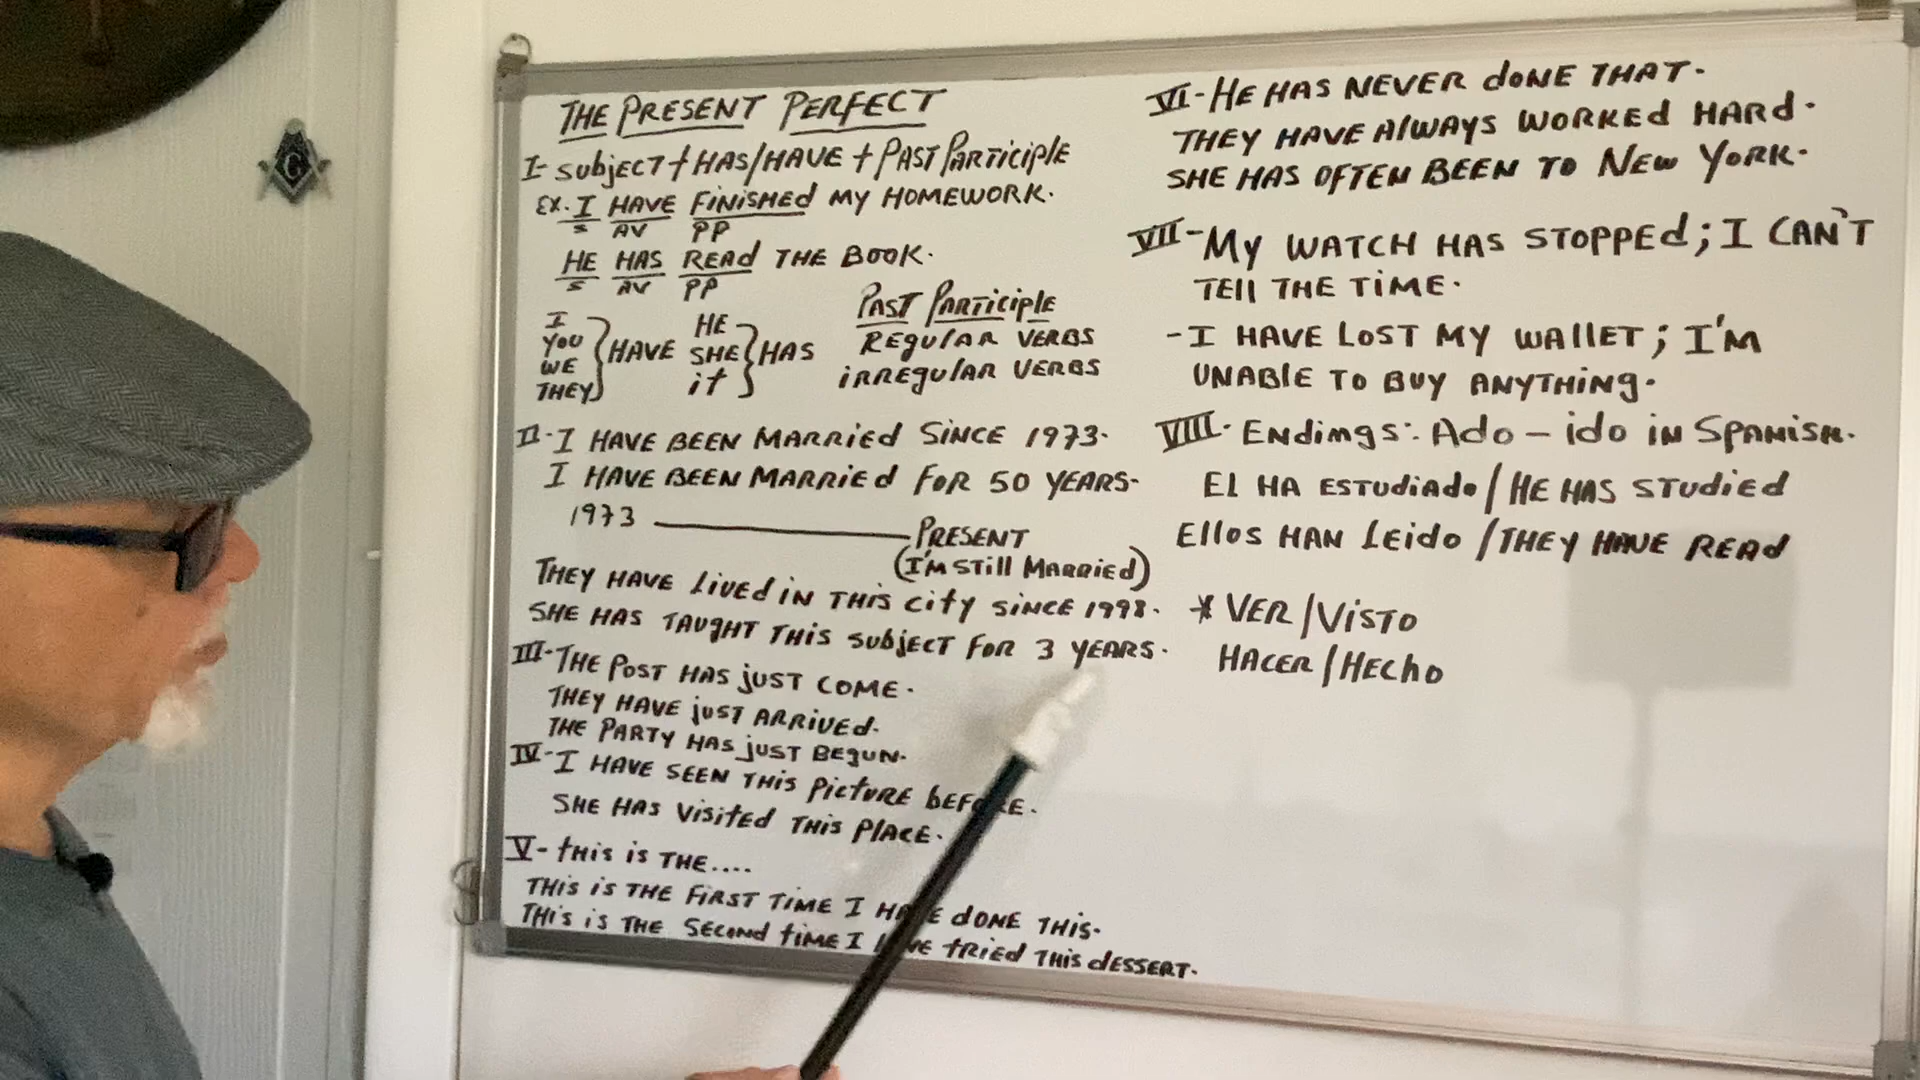 THE PRESENT PERFECT
I- SUBJECT + HAS/HAVE + PAST PARTICIPLE
EX. I HAVE FINISHED MY HOMEWORK.
S AV PP
HE HAS READ THE BOOK.
S AV PP
I
YOU
WE
THEY
HAVE
HE
SHE
it
HAS
PAST PARTICIPLE
REGULAR VERBS
iRREGULAR VERBS
II- I HAVE BEEN MARRIED SINCE 1973.
I HAVE BEEN MARRIED FOR 50 YEARS.
1973 PRESENT
(I'M STILL MARRIED)
THEY HAVE LIVED IN THIS CITY SINCE 1998.
SHE HAS TAUGHT THIS SUBJECT FOR 3 YEARS.
III- THE POST HAS JUST COME.
THEY HAVE JUST ARRIVED.
THE PARTY HAS JUST BEGUN.
IV- I HAVE SEEN THIS PICTURE BEFORE.
SHE HAS VISITED THIS PLACE.
V- THIS IS THE....
THIS IS THE FIRST TIME I HAVE DONE THIS.
THIS IS THE SECOND TIME I HAVE TRIED THIS DESSERT.
VI- HE HAS NEVER DONE THAT.
THEY HAVE ALWAYS WORKED HARD.
SHE HAS OFTEN BEEN TO NEW YORK.
VII- MY WATCH HAS STOPPED; I CAN'T
TELL THE TIME.
- I HAVE LOST MY WALLET; I'M
UNABLE TO BUY ANYTHING.
VIII. Endings: Ado - ido IN SPANISH.
EL HA ESTUDIADO / HE HAS STUDIED
Ellos HAN LEIDO / THEY HAVE READ
* VER / VISTO
HACER / HECHO
G